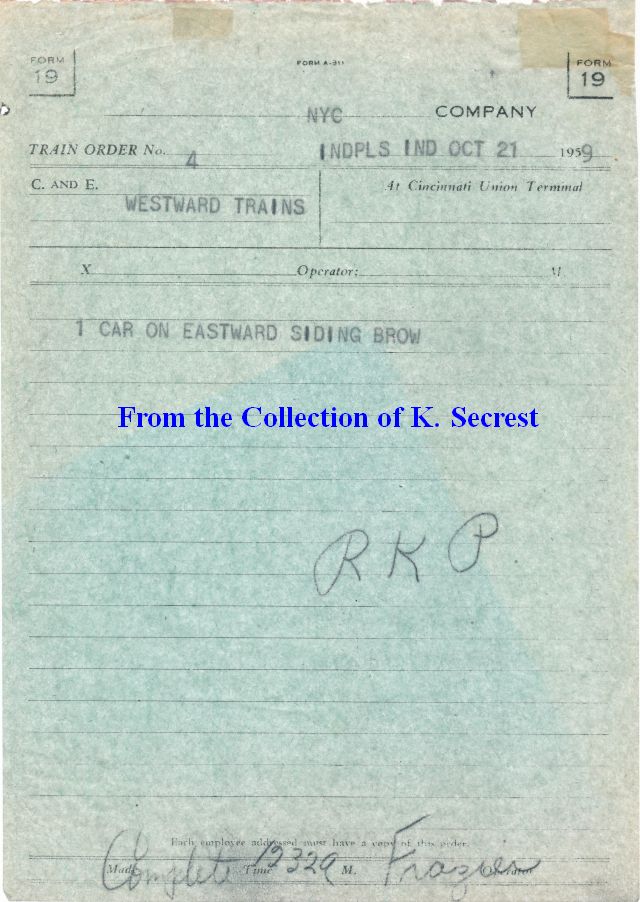 FORM 19 FORM A-311 FORM 19
NYC COMPANY
TRAIN ORDER No. 4 INDPLS IND OCT 21 1959
C. AND E. WESTWARD TRAINS At Cincinnati Union Terminal
X Operator: M
1 CAR ON EASTWARD SIDING BROW
From the Collection of K. Secrest
RKP
Each employee addressed must have a copy of this order.
Made Complete Time 1232 A M. Frazier Operator